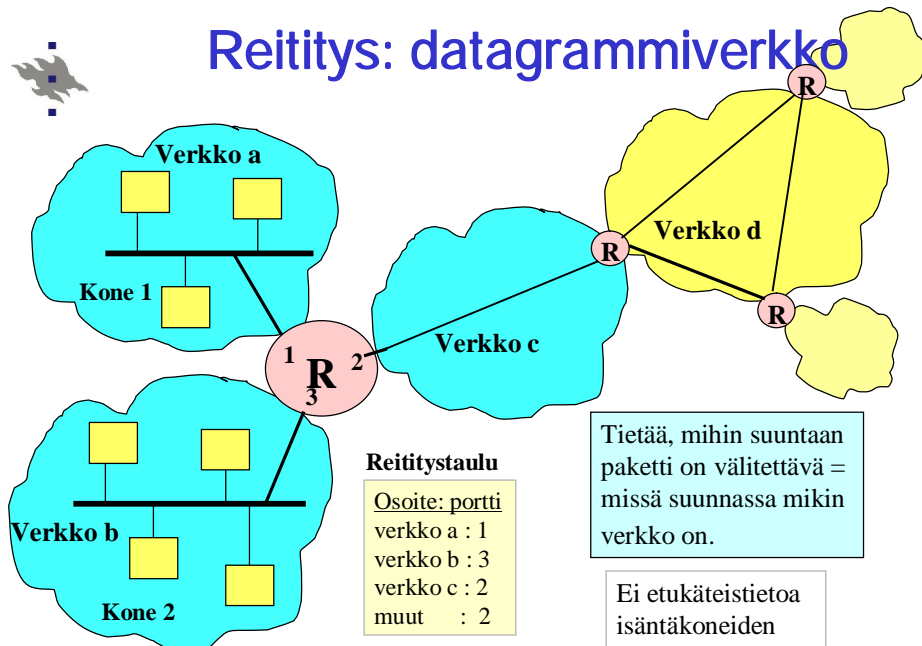 Reititys: datagrammiverkko
R
Verkko a
Kone 1
Verkko d
R
R
Verkko c
1
2
R
3
Verkko b
Kone 2
Reititystaulu
Osoite: portti
verkko a : 1
verkko b : 3
verkko c : 2
muut : 2
Tietää, mihin suuntaan
paketti on välitettävä =
missä suunnassa mikin
verkko on.
Ei etukäteistietoa
isäntäkoneiden